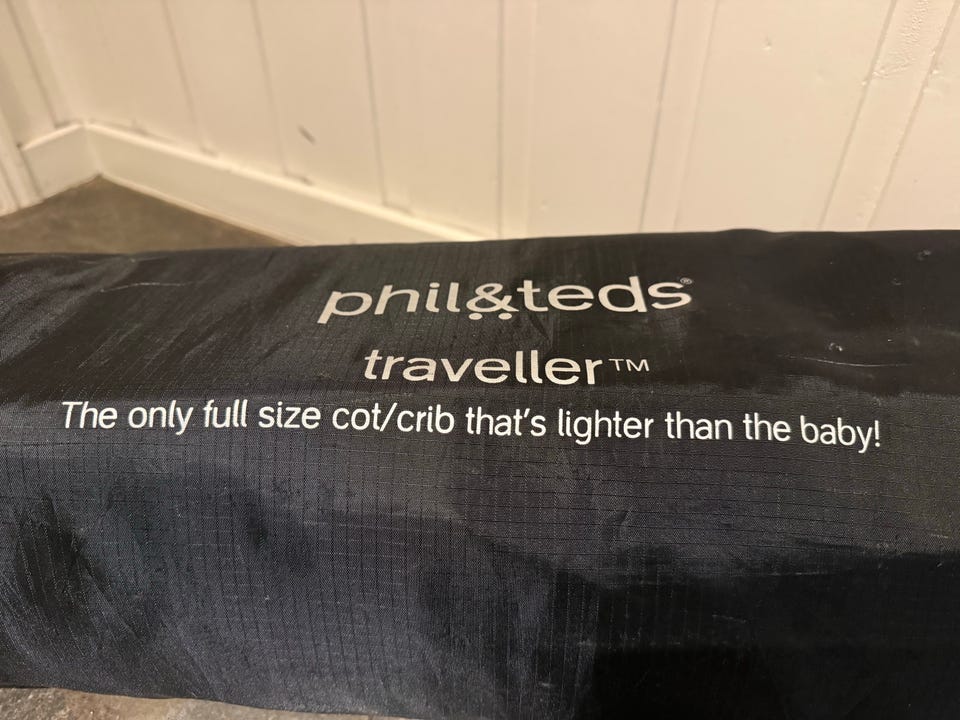 phil&teds®
traveller™
The only full size cot/crib that's lighter than the baby!